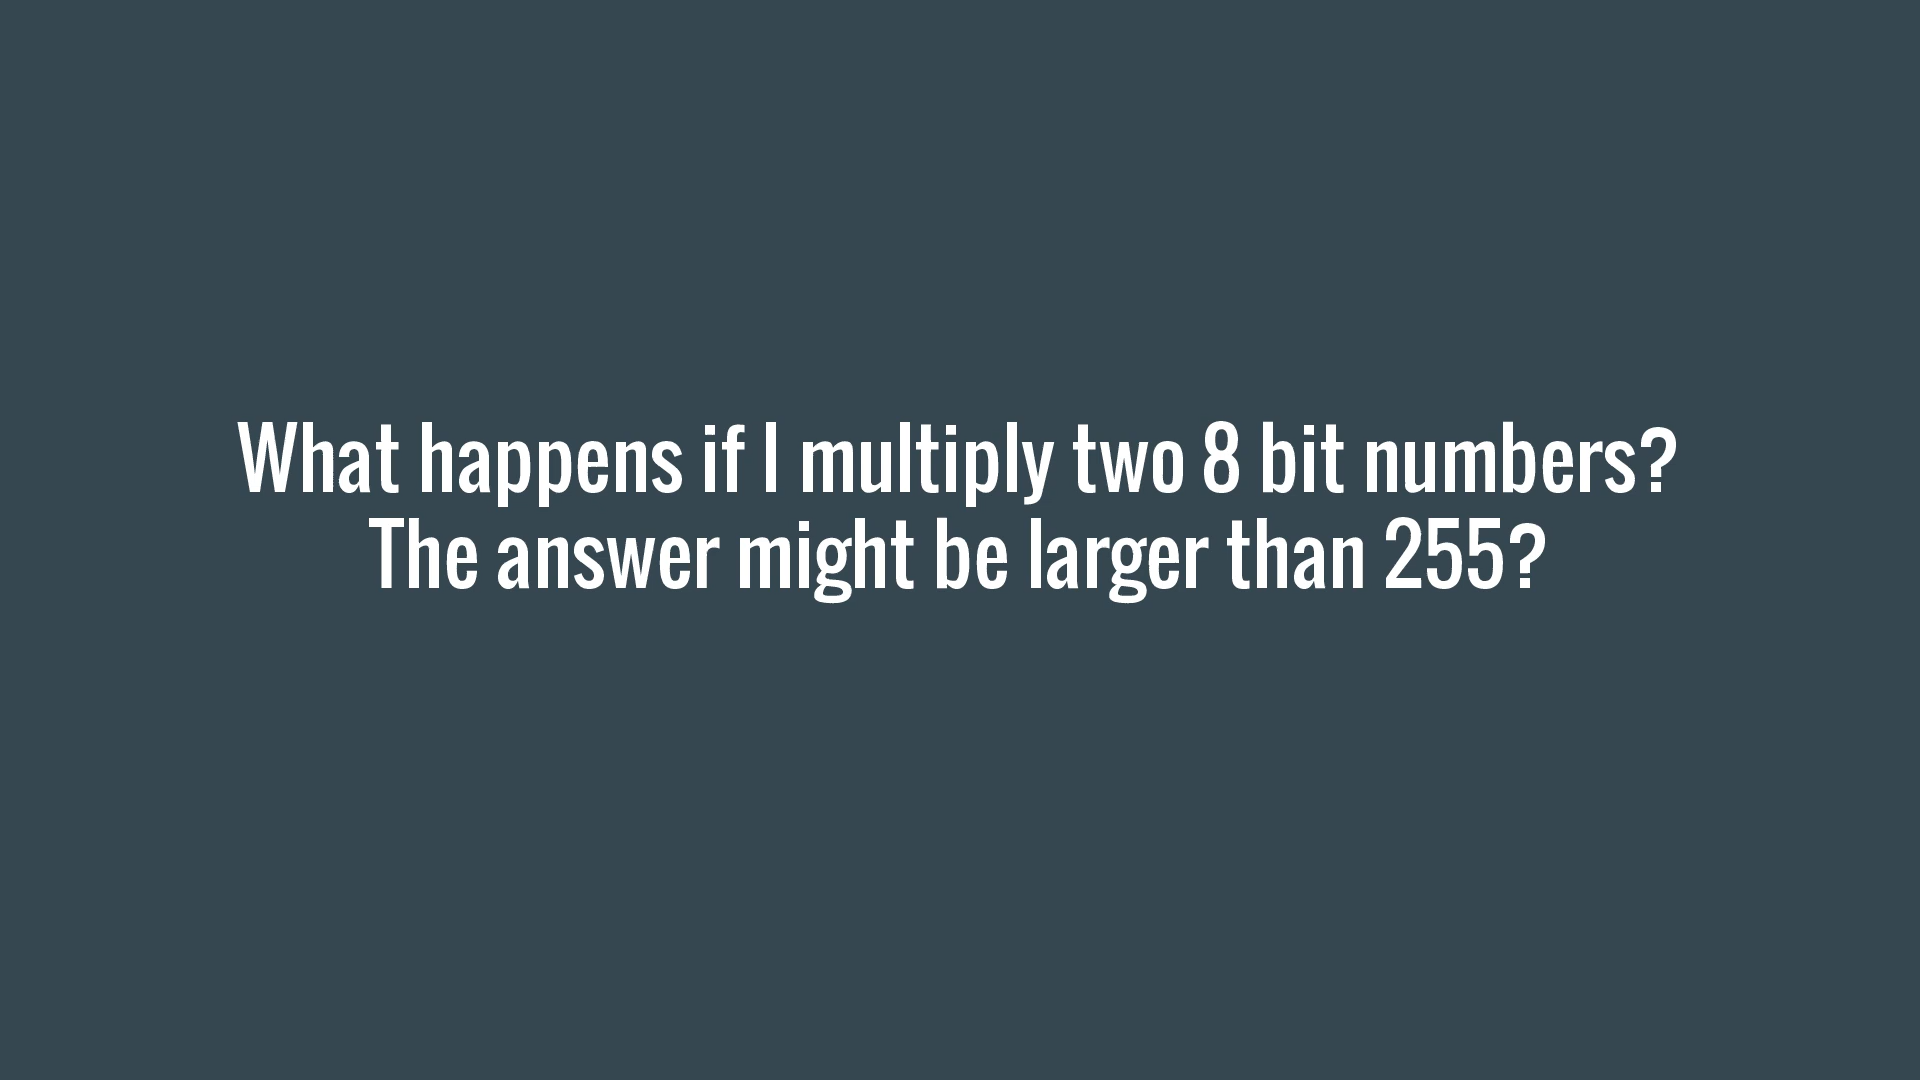 What happens if I multiply two 8 bit numbers?
The answer might be larger than 255?